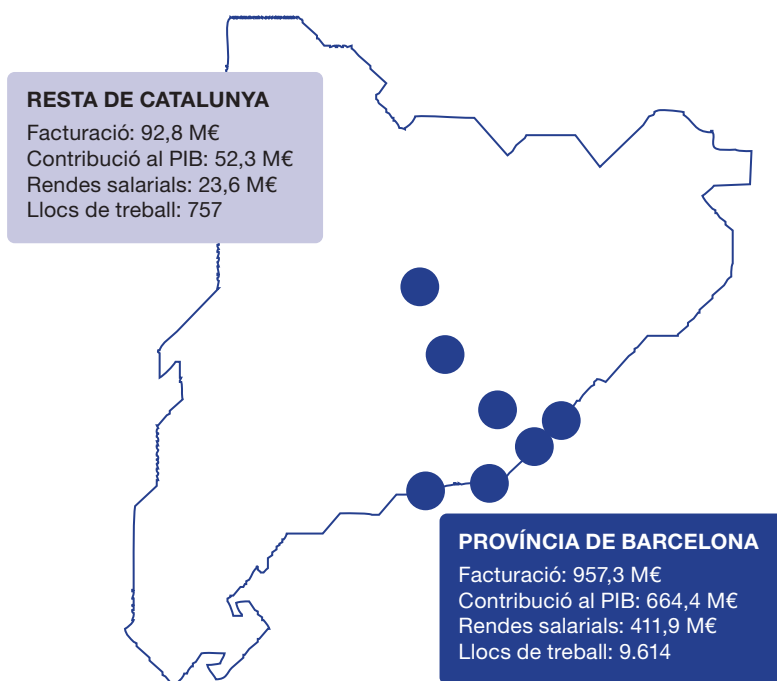 RESTA DE CATALUNYA
Facturació: 92,8 M€
Contribució al PIB: 52,3 M€
Rendes salarials: 23,6 M€
Llocs de treball: 757
PROVÍNCIA DE BARCELONA
Facturació: 957,3 M€
Contribució al PIB: 664,4 M€
Rendes salarials: 411,9 M€
Llocs de treball: 9.614